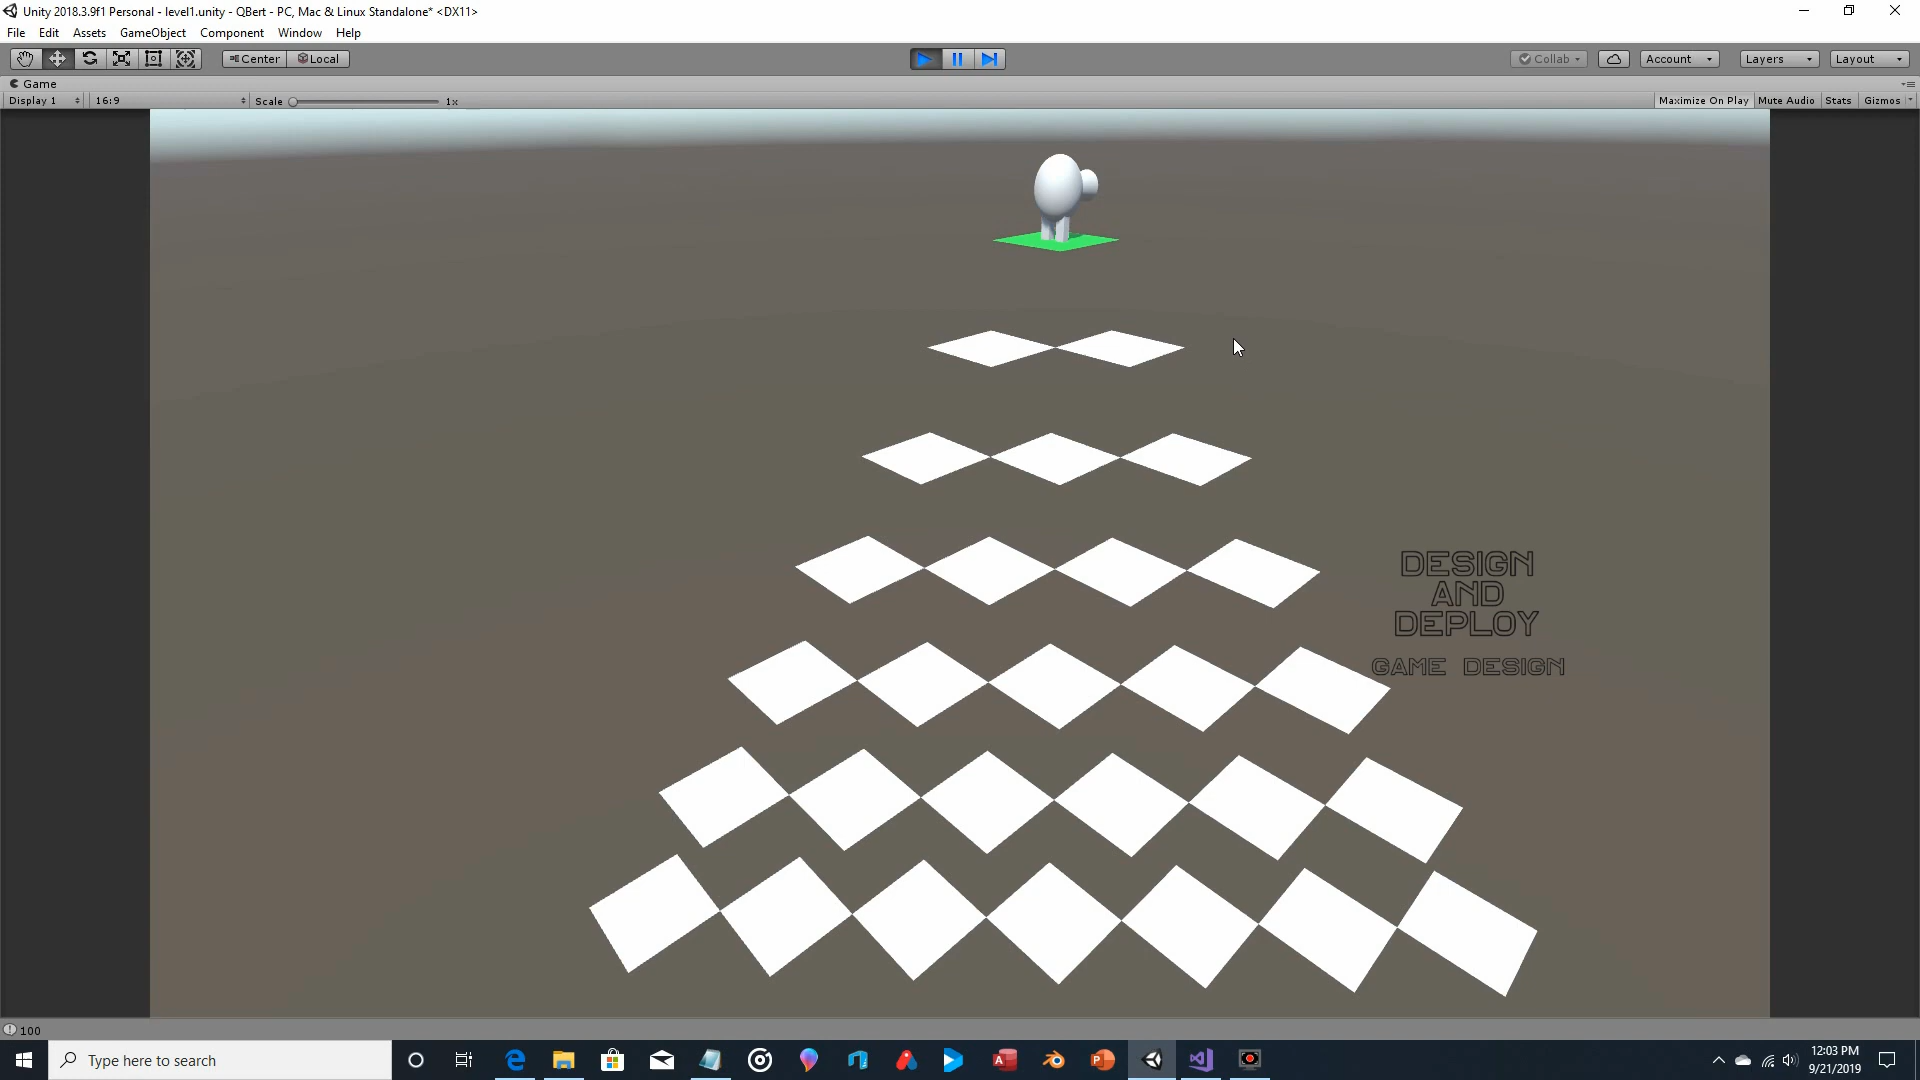 Unity 2018.3.9f1 Personal - level1.unity - QBert - PC, Mac & Linux Standalone* <DX11>
File Edit Assets GameObject Component Window Help
Center Local Collab Account Layers Layout
Game
Display 1 16:9 Scale 1x Maximize On Play Mute Audio Stats Gizmos
DESIGN
AND
DEPLOY
GAME DESIGN
100
Type here to search
12:03 PM
9/21/2019